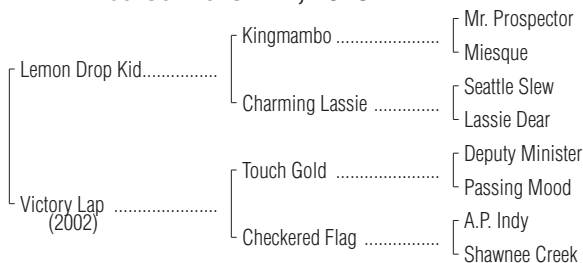 Mr. Prospector
Kingmambo ....................
Miesque
Lemon Drop Kid...............
Seattle Slew
Charming Lassie .............
Lassie Dear
Deputy Minister
Touch Gold ....................
Passing Mood
Victory Lap ....................
(2002)
A.P. Indy
Checkered Flag ..............
Shawnee Creek